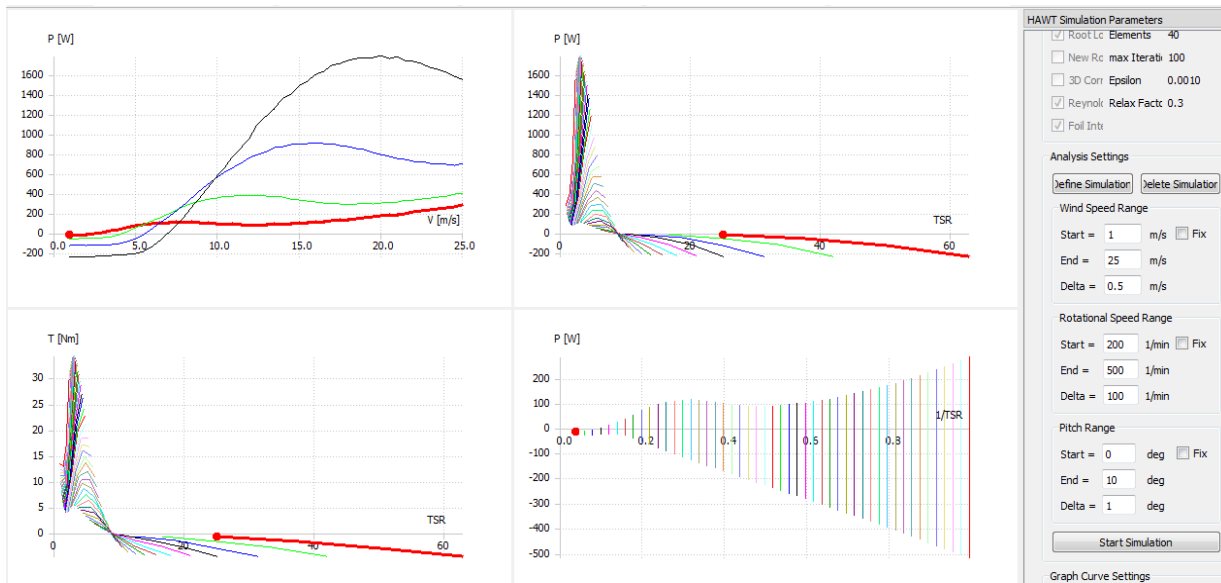 P [W]
1600
1400
1200
1000
800
600
400
200
0
-200
0.0
5.0
10.0
15.0
20.0
25.0
V [m/s]
P [W]
1600
1400
1200
1000
800
600
400
200
0
-200
0
20
40
60
TSR
T [Nm]
30
25
20
15
10
5
0
0
20
40
60
TSR
P [W]
200
100
0
-100
-200
-300
-400
-500
0.0
0.2
0.4
0.6
0.8
1/TSR
HAWT Simulation Parameters
Root Lo Elements 40
New Ro max Iterati 100
3D Corr Epsilon 0.0010
Reynol Relax Facto 0.3
Foil Inte
Analysis Settings
Define Simulation Delete Simulation
Wind Speed Range
Start = 1 m/s Fix
End = 25 m/s
Delta = 0.5 m/s
Rotational Speed Range
Start = 200 1/min Fix
End = 500 1/min
Delta = 100 1/min
Pitch Range
Start = 0 deg Fix
End = 10 deg
Delta = 1 deg
Start Simulation
Graph Curve Settings